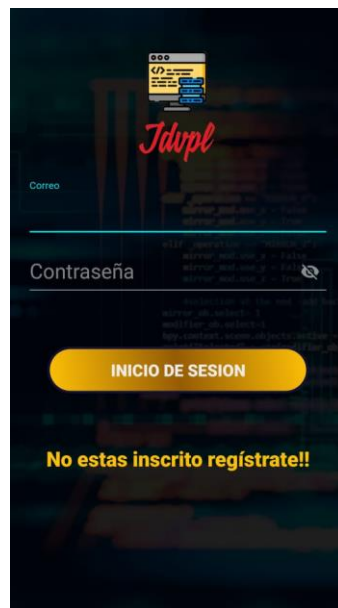 </>
Jdvpl
Correo
Contraseña
INICIO DE SESION
No estas inscrito regístrate!!